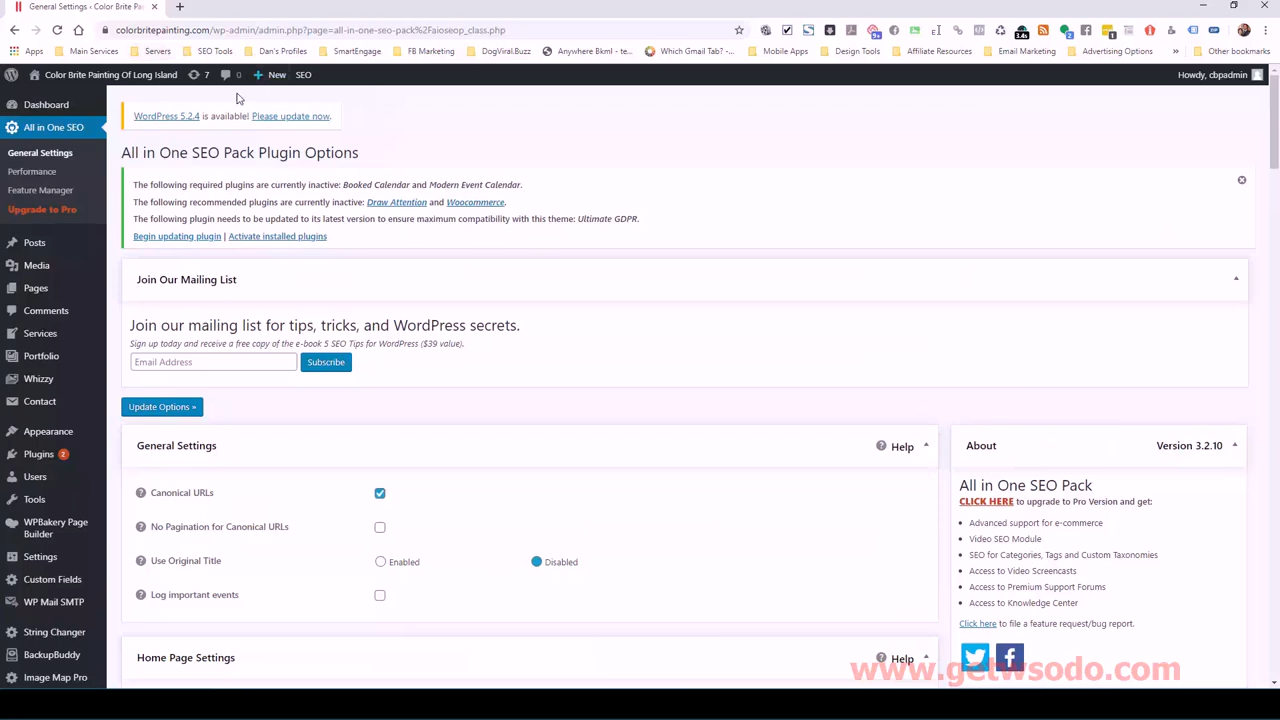 General Settings ‹ Color Brite Pain
colorbritepainting.com/wp-admin/admin.php?page=all-in-one-seo-pack%2Faioseop_class.php
Apps Main Services Servers SEO Tools Dan's Profiles SmartEngage FB Marketing DogViral.Buzz Anywhere Bkml - te... Which Gmail Tab? -... Mobile Apps Design Tools Affiliate Resources Email Marketing Advertising Options Other bookmarks
Color Brite Painting Of Long Island 7 0 New SEO Howdy, cbpadmin
Dashboard
All in One SEO
General Settings
Performance
Feature Manager
Upgrade to Pro
Posts
Media
Pages
Comments
Services
Portfolio
Whizzy
Contact
Appearance
Plugins 2
Users
Tools
WPBakery Page
Builder
Settings
Custom Fields
WP Mail SMTP
String Changer
BackupBuddy
Image Map Pro
WordPress 5.2.4 is available! Please update now.
All in One SEO Pack Plugin Options
The following required plugins are currently inactive: Booked Calendar and Modern Event Calendar.
The following recommended plugins are currently inactive: Draw Attention and Woocommerce.
The following plugin needs to be updated to its latest version to ensure maximum compatibility with this theme: Ultimate GDPR.
Begin updating plugin | Activate installed plugins
Join Our Mailing List
Join our mailing list for tips, tricks, and WordPress secrets.
Sign up today and receive a free copy of the e-book 5 SEO Tips for WordPress ($39 value).
Email Address Subscribe
Update Options »
General Settings Help
Canonical URLs
No Pagination for Canonical URLs
Use Original Title Enabled Disabled
Log important events
Home Page Settings Help
About Version 3.2.10
All in One SEO Pack
CLICK HERE to upgrade to Pro Version and get:
Advanced support for e-commerce
Video SEO Module
SEO for Categories, Tags and Custom Taxonomies
Access to Video Screencasts
Access to Premium Support Forums
Access to Knowledge Center
Click here to file a feature request/bug report.
www.getwsodo.com